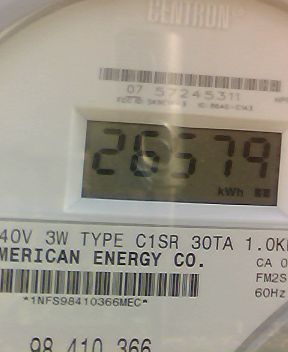 CENTRON®
07 57245311
26579
kWh
40V 3W TYPE C1SR 30TA 1.0K
MERICAN ENERGY CO.
CA 0
FM2S
60Hz
*1NFS98410366MEC*
98 410 366